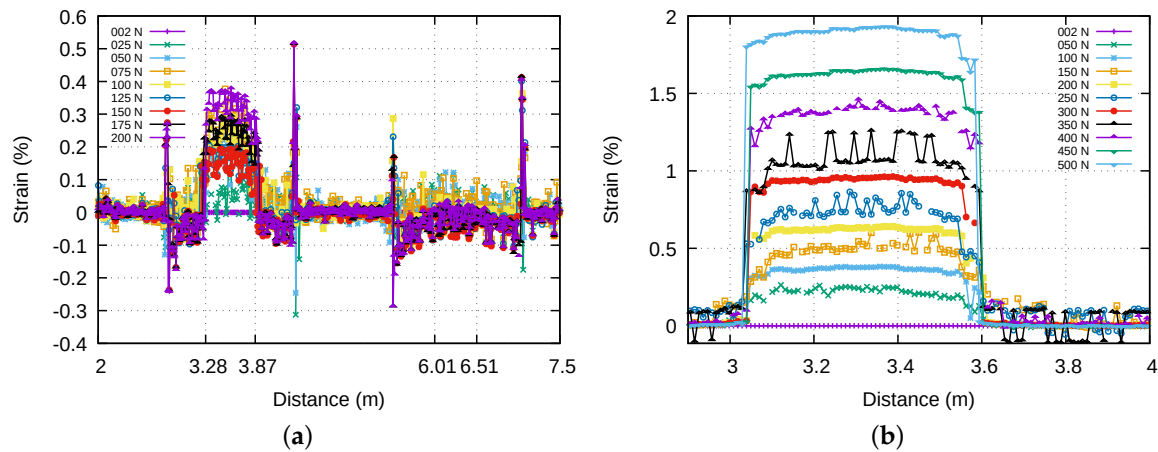 0.6
0.5
0.4
0.3
0.2
0.1
0
-0.1
-0.2
-0.3
-0.4
Strain (%)
002 N
025 N
050 N
075 N
100 N
125 N
150 N
175 N
200 N
2 3.28 3.87 6.01 6.51 7.5
Distance (m)
(a)
2
1.5
1
0.5
0
Strain (%)
002 N
050 N
100 N
150 N
200 N
250 N
300 N
350 N
400 N
450 N
500 N
3 3.2 3.4 3.6 3.8 4
Distance (m)
(b)